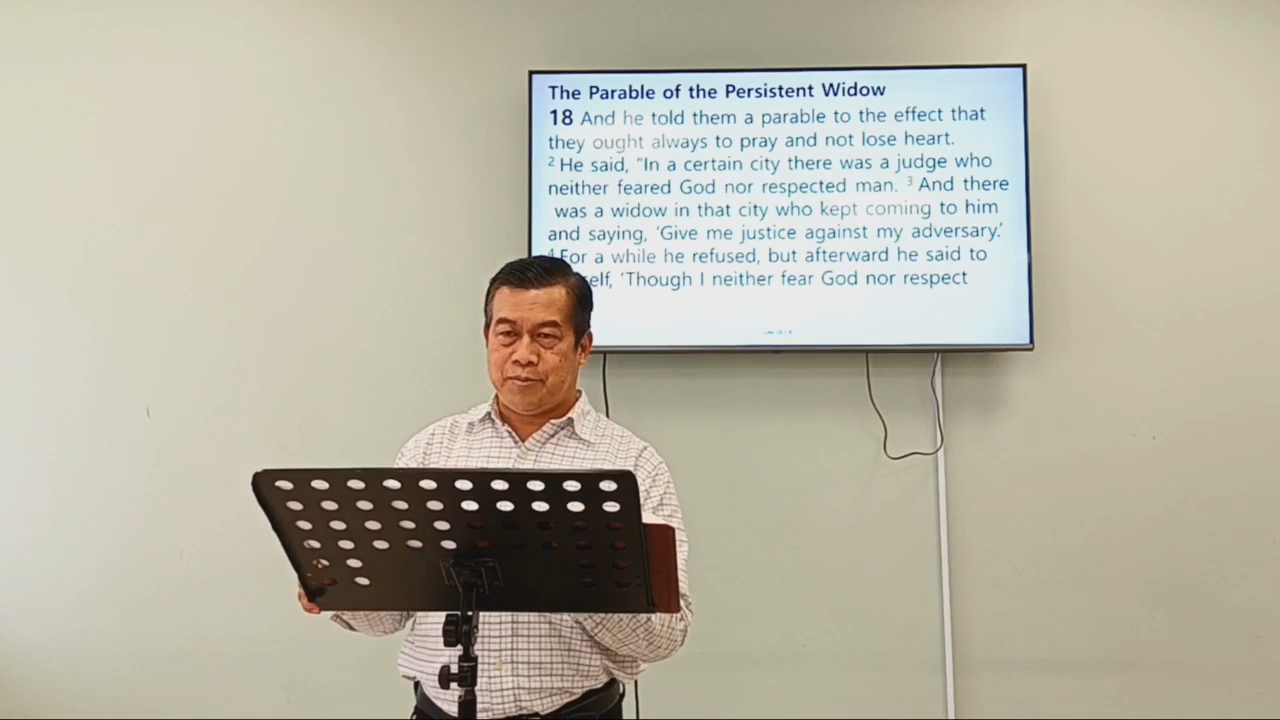 The Parable of the Persistent Widow
18 And he told them a parable to the effect that
they ought always to pray and not lose heart.
2 He said, “In a certain city there was a judge who
neither feared God nor respected man. 3 And there
was a widow in that city who kept coming to him
and saying, ‘Give me justice against my adversary.’
4 For a while he refused, but afterward he said to
self, ‘Though I neither fear God nor respect